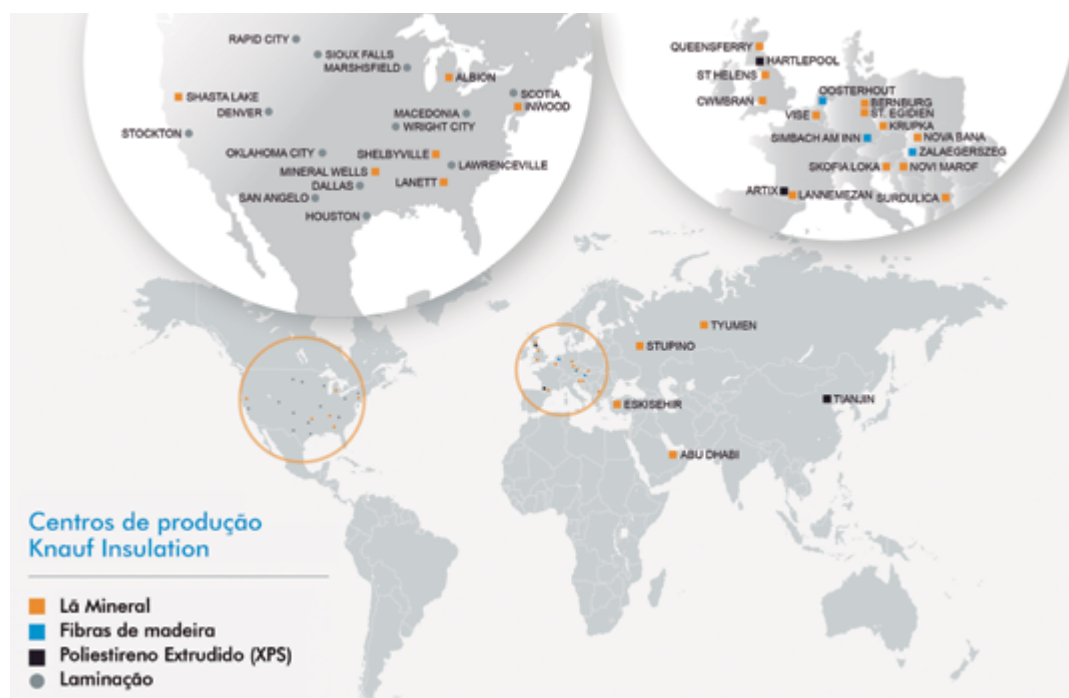 RAPID CITY
SIOUX FALLS
MARSHSFIELD
ALBION
SHASTA LAKE
SCOTIA
INWOOD
DENVER
MACEDONIA
WRIGHT CITY
STOCKTON
OKLAHOMA CITY
SHELBYVILLE
LAWRENCEVILLE
MINERAL WELLS
DALLAS
LANETT
SAN ANGELO
HOUSTON
QUEENSFERRY
HARTLEPOOL
ST HELENS
OOSTERHOUT
CWMBRAN
BERNBURG
VISE
ST. EGIDIEN
KRUPKA
SIMBACH AM INN
NOVA BANA
ZALAEGERSZEG
SKOFIA LOKA
NOVI MAROF
ARTIX
LANNEMEZAN
SURDULICA
TYUMEN
STUPINO
ESKISEHIR
TIANJIN
ABU DHABI
Centros de produção
Knauf Insulation
Lã Mineral
Fibras de madeira
Poliestireno Extrudido (XPS)
Laminação